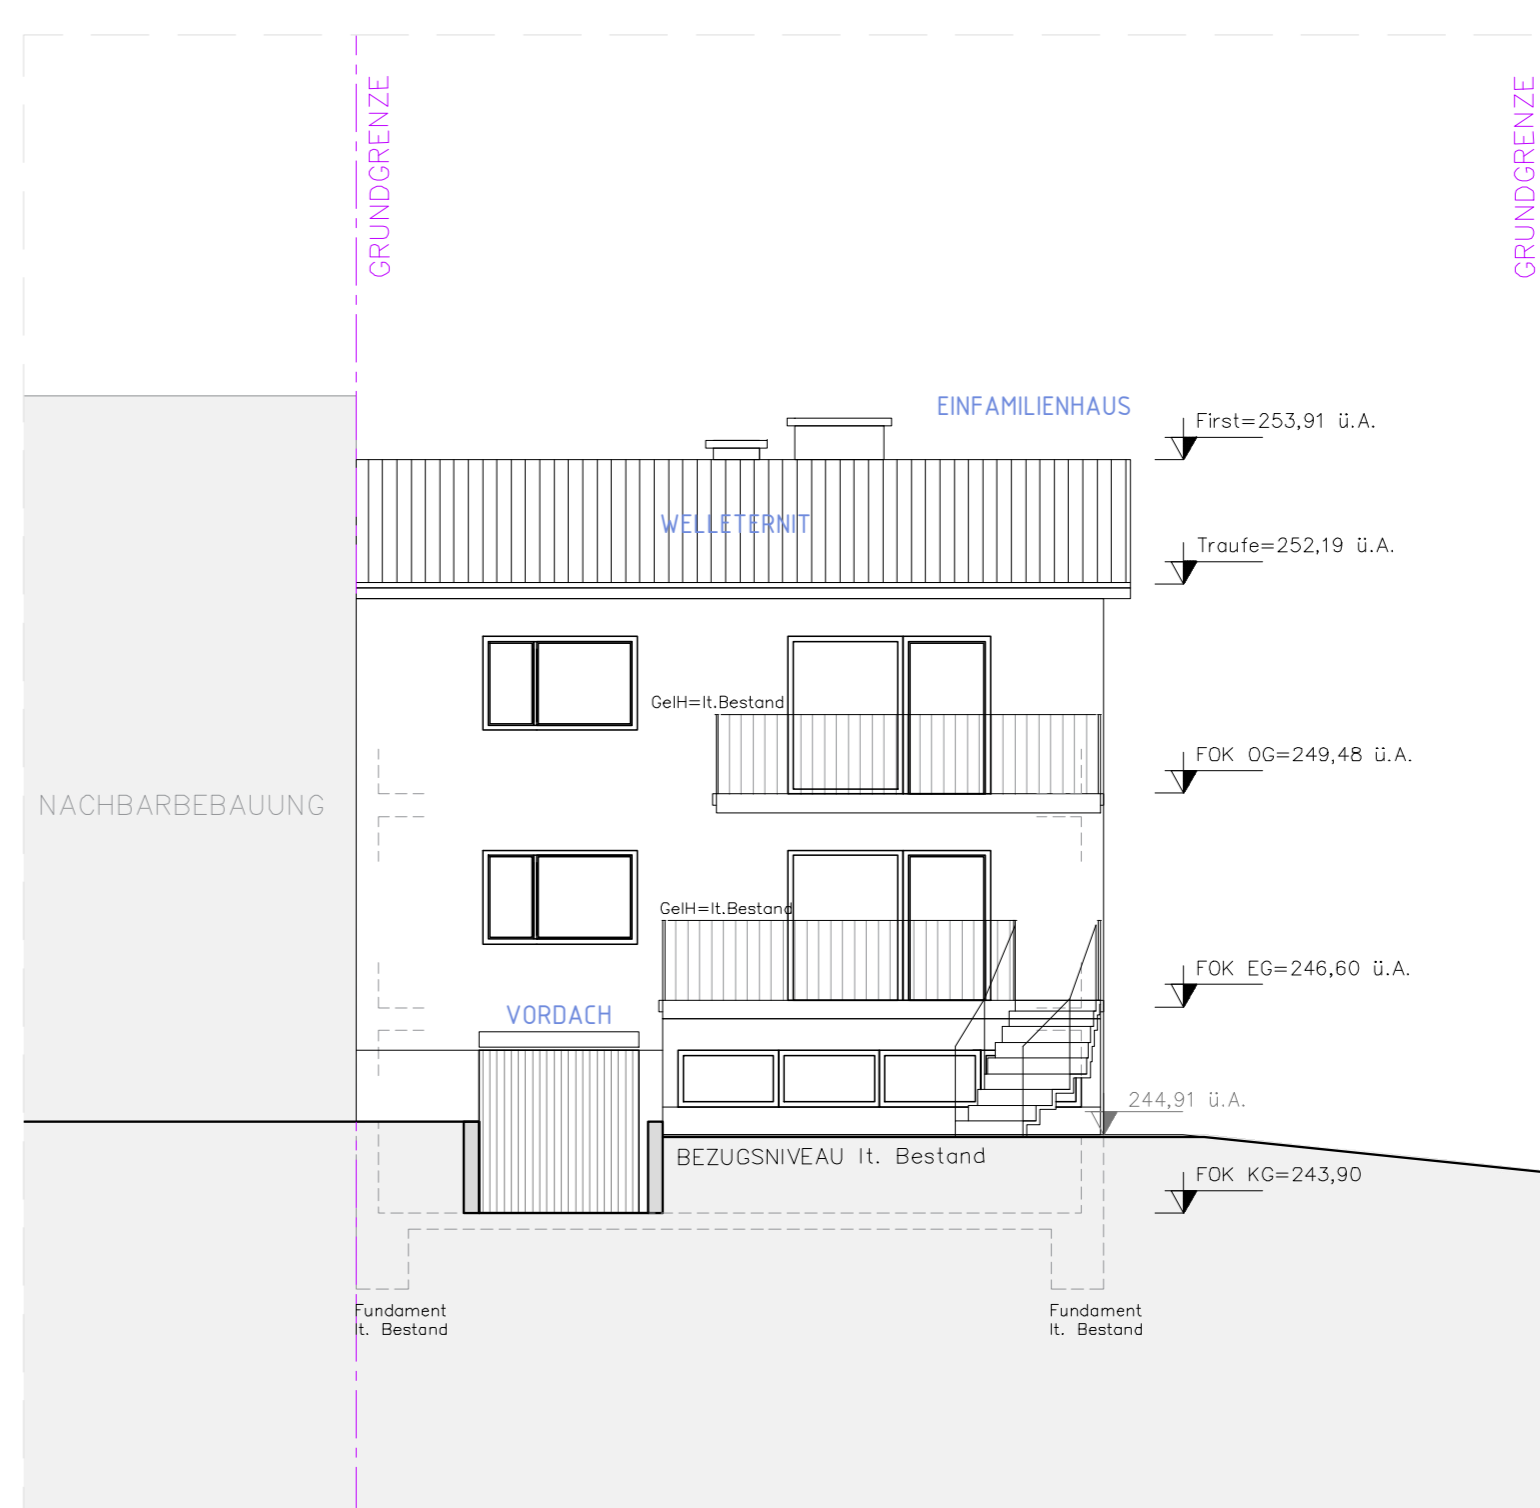 GRUNDGRENZE
GRUNDGRENZE
EINFAMILIENHAUS
First=253,91 ü.A.
WELLETERNIT
Traufe=252,19 ü.A.
GelH=lt.Bestand
FOK OG=249,48 ü.A.
NACHBARBEBAUUNG
GelH=lt.Bestand
FOK EG=246,60 ü.A.
VORDACH
244,91 ü.A.
BEZUGSNIVEAU lt. Bestand
FOK KG=243,90
Fundament
lt. Bestand
Fundament
lt. Bestand